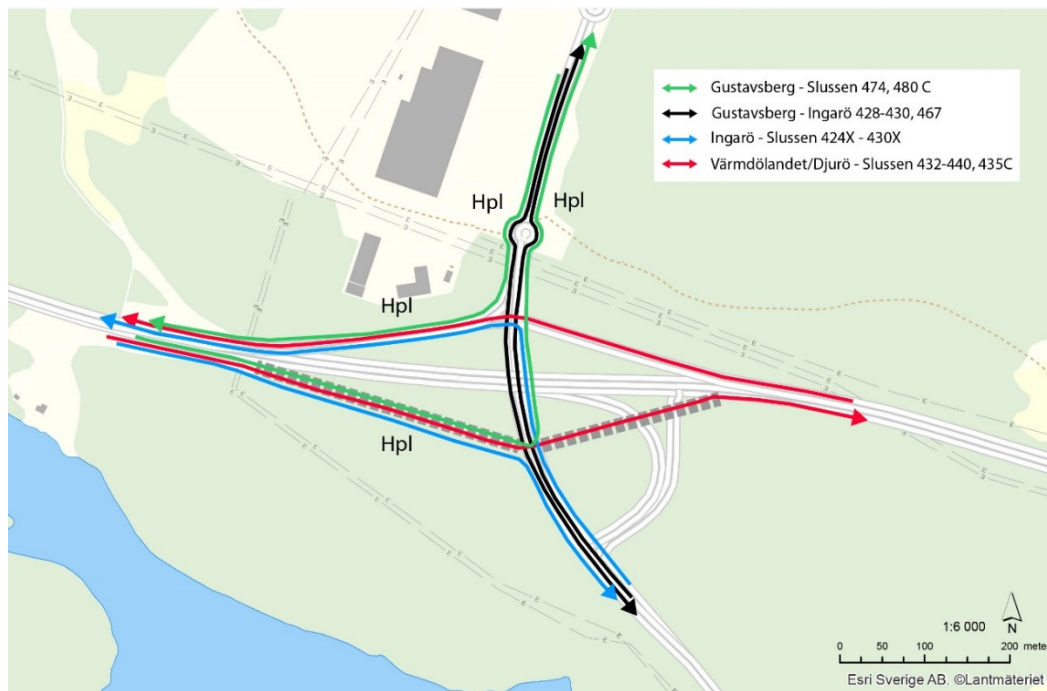 Gustavsberg - Slussen 474, 480 C
Gustavsberg - Ingarö 428-430, 467
Ingarö - Slussen 424X - 430X
Värmdölandet/Djurö - Slussen 432-440, 435C
Hpl
Hpl
Hpl
Hpl
1:6 000
N
0 50 100 200 mete
Esri Sverige AB. ©Lantmäteriet